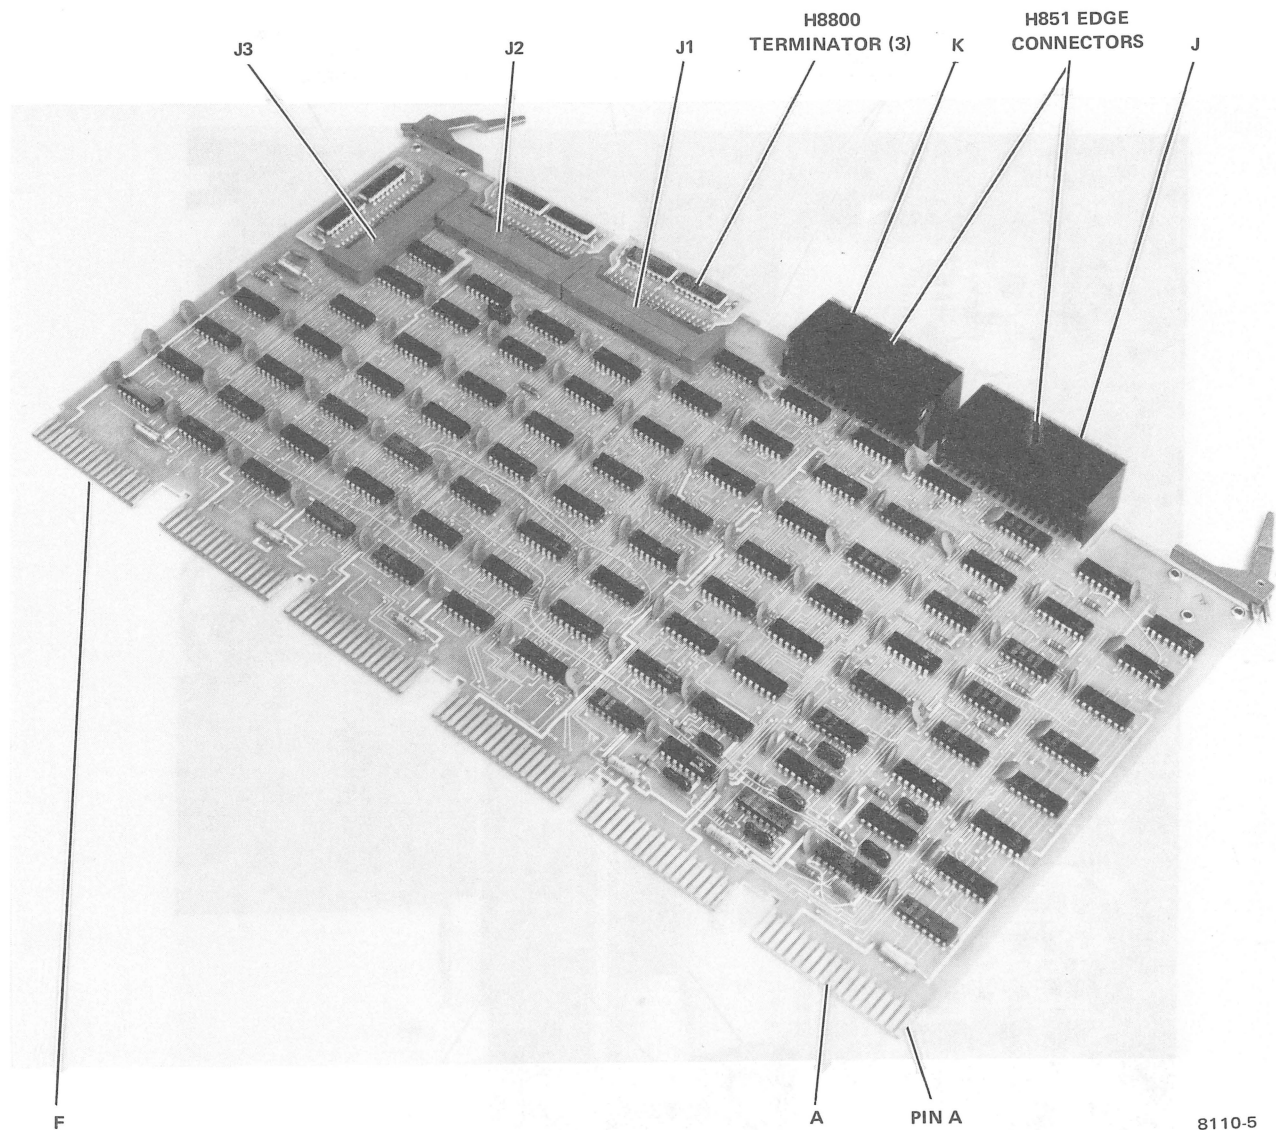 H8800
TERMINATOR (3)
H851 EDGE
CONNECTORS
J3
J2
J1
K
J
F
A
PIN A
8110-5